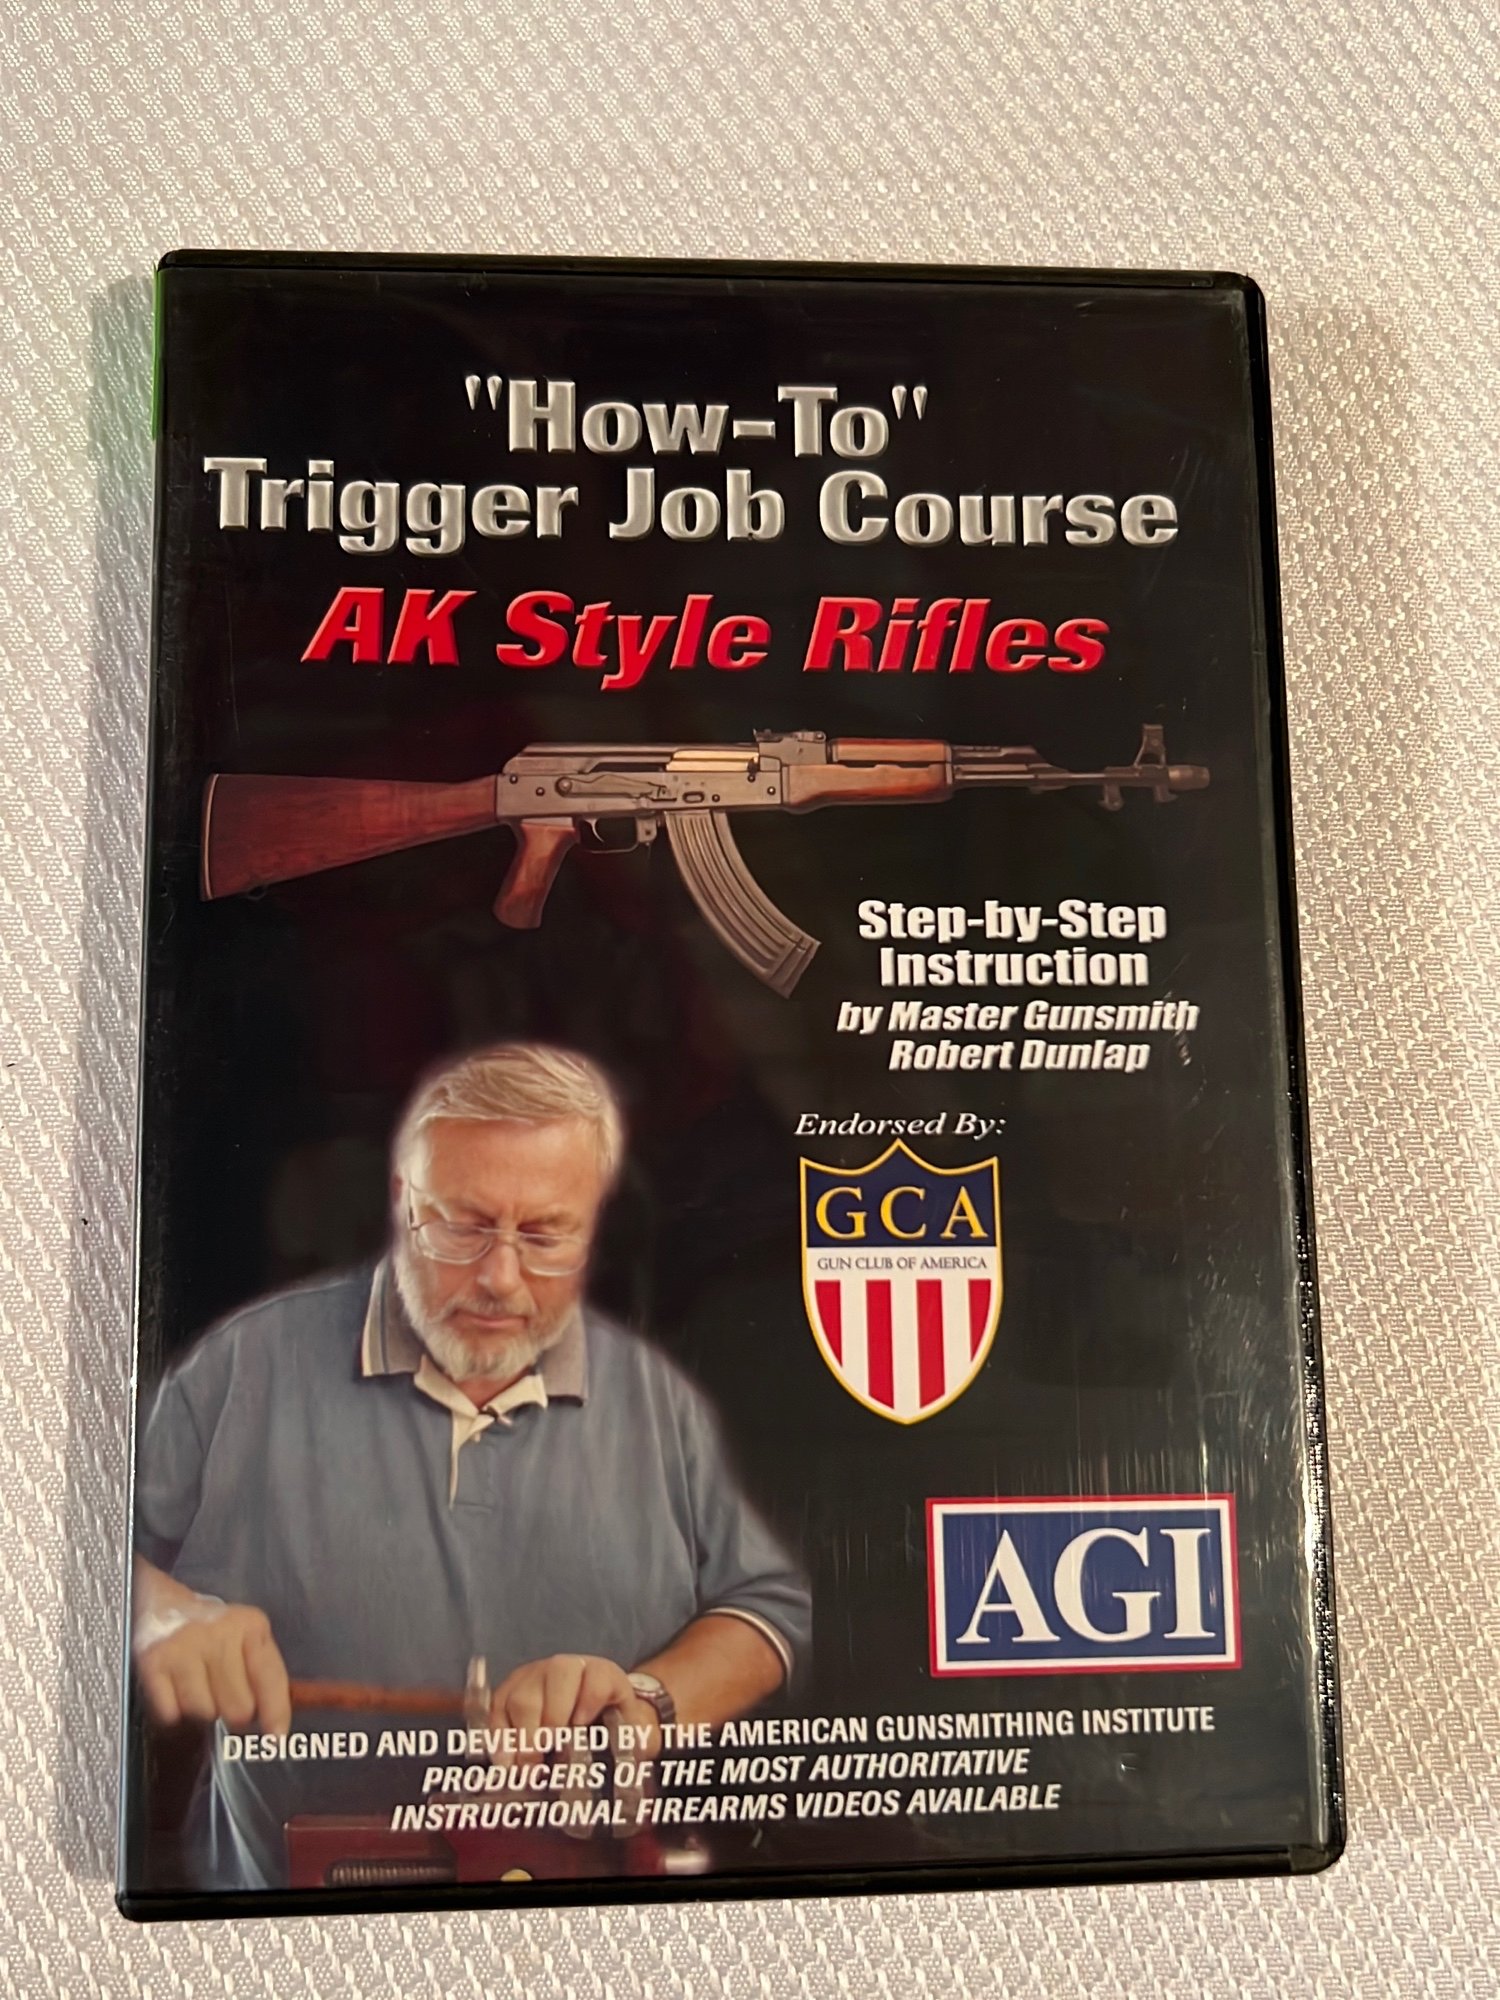 "How-To"
Trigger Job Course
AK Style Rifles
Step-by-Step
Instruction
by Master Gunsmith
Robert Dunlap
Endorsed By:
GCA
GUN CLUB OF AMERICA
AGI
DESIGNED AND DEVELOPED BY THE AMERICAN GUNSMITHING INSTITUTE
PRODUCERS OF THE MOST AUTHORITATIVE
INSTRUCTIONAL FIREARMS VIDEOS AVAILABLE